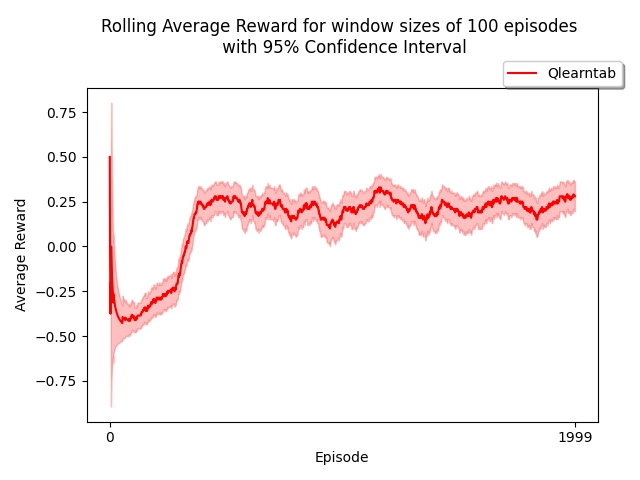 Rolling Average Reward for window sizes of 100 episodes
with 95% Confidence Interval
Qlearntab
0.75
0.50
0.25
0.00
−0.25
−0.50
−0.75
Average Reward
0
1999
Episode